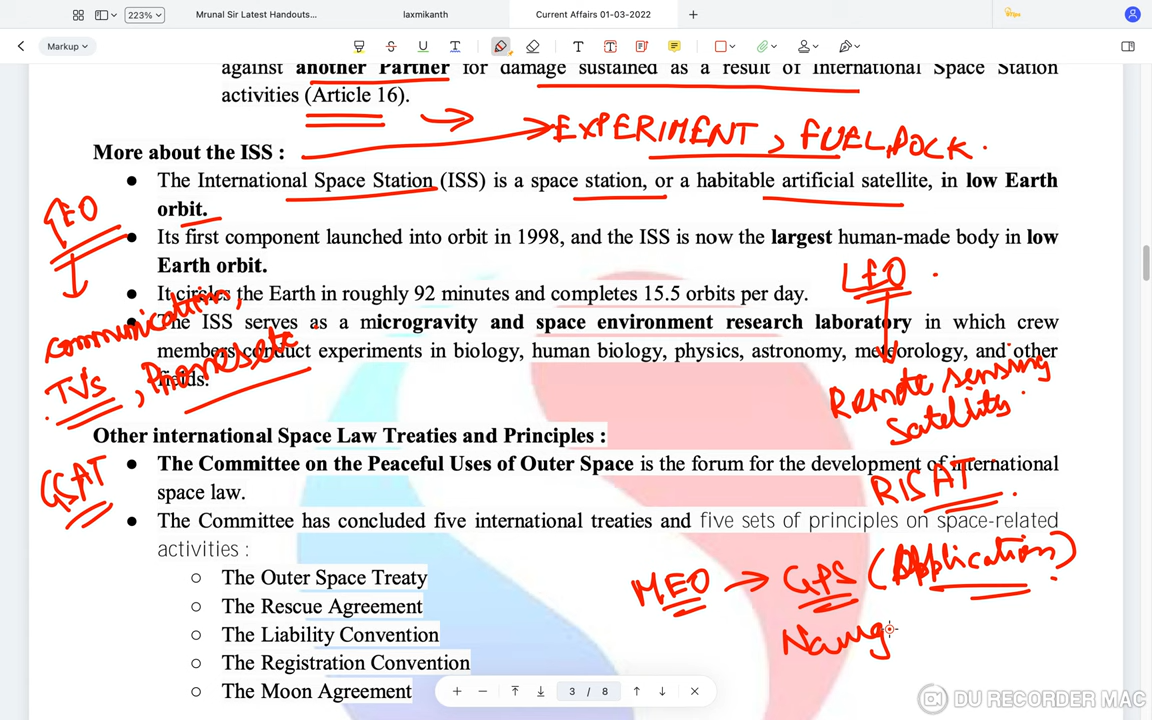 223%
Mrunal Sir Latest Handouts...
laxmikanth
Current Affairs 01-03-2022
Markup
against another Partner for damage sustained as a result of International Space Station
activities (Article 16).
EXPERIMENT, FUEL, DOCK.
More about the ISS :
● The International Space Station (ISS) is a space station, or a habitable artificial satellite, in low Earth
orbit.
● Its first component launched into orbit in 1998, and the ISS is now the largest human-made body in low
Earth orbit.
LEO
● It circles the Earth in roughly 92 minutes and completes 15.5 orbits per day.
● The ISS serves as a microgravity and space environment research laboratory in which crew
members conduct experiments in biology, human biology, physics, astronomy, meteorology, and other
fields.
communication,
TVs, Phones etc
Remote sensing
satellites
Other international Space Law Treaties and Principles :
● The Committee on the Peaceful Uses of Outer Space is the forum for the development of international
space law.
GSAT
RISAT
● The Committee has concluded five international treaties and five sets of principles on space-related
activities :
○ The Outer Space Treaty
○ The Rescue Agreement
○ The Liability Convention
○ The Registration Convention
○ The Moon Agreement
MEO → GPS (Application)
3 / 8
DU RECORDER MAC